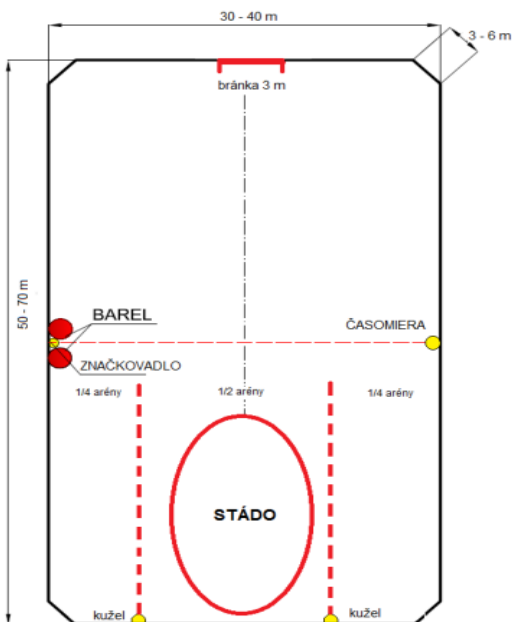 30 - 40 m
3 - 6 m
bránka 3 m
50 - 70 m
BAREL
ČASOMIERA
ZNAČKOVADLO
1/4 arény
1/2 arény
1/4 arény
STÁDO
kužel
kužel